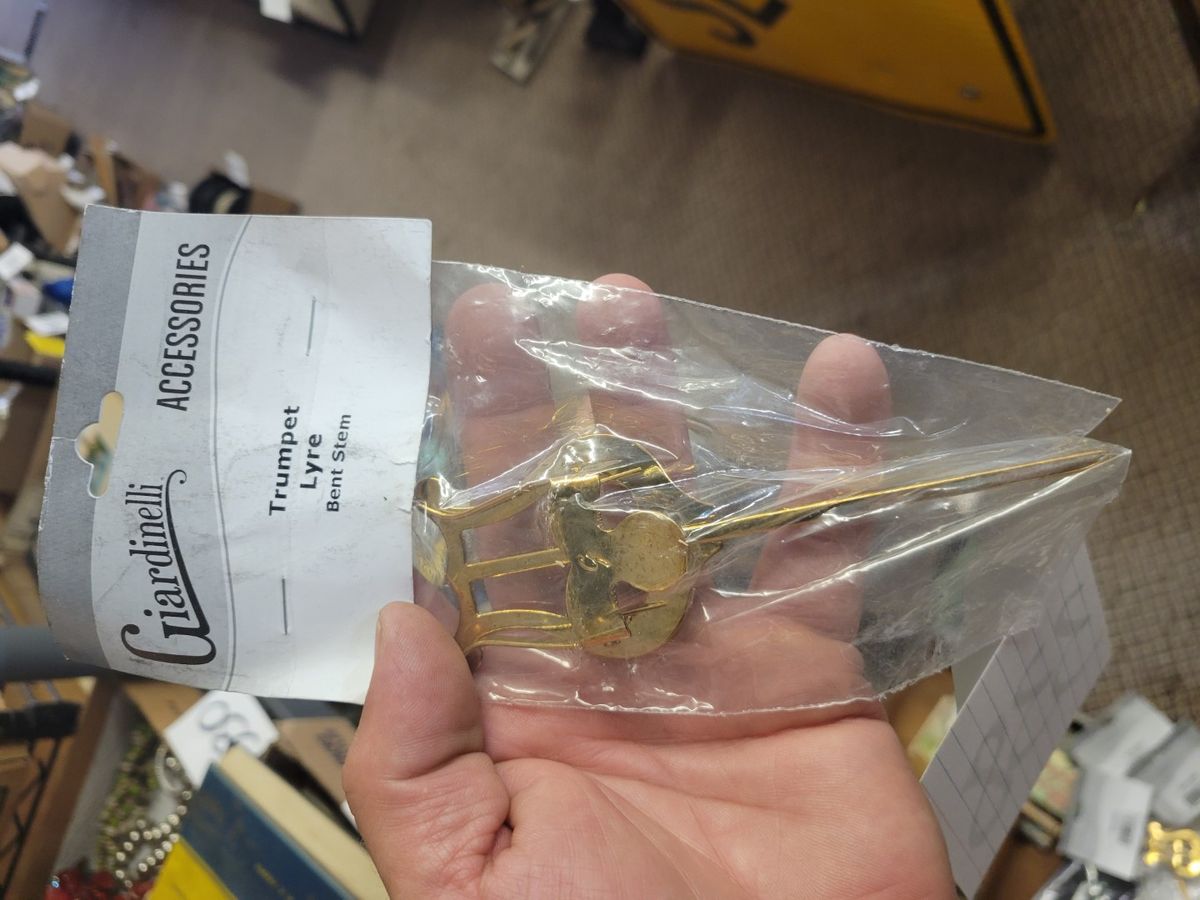 Giardinelli
ACCESSORIES
Trumpet
Lyre
Bent Stem